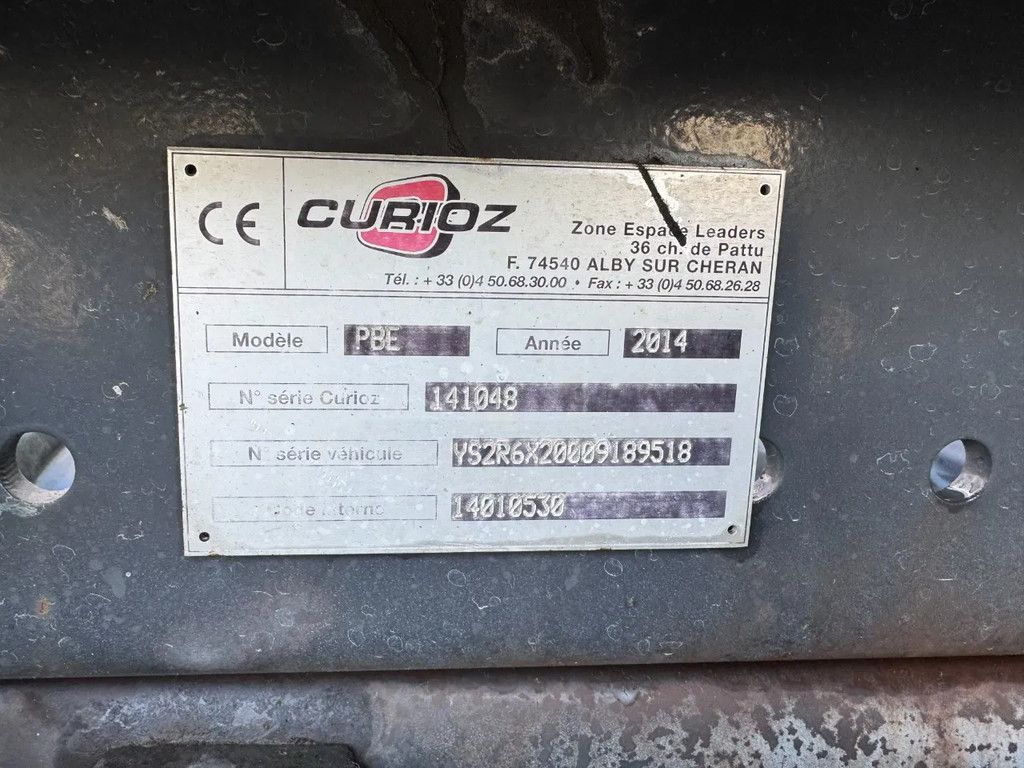 CE
CURIOZ
Zone Espace Leaders
36 ch. de Pattu
F. 74540 ALBY SUR CHERAN
Tél. : + 33 (0)4 50.68.30.00 • Fax : + 33 (0)4 50.68.26.28
Modèle PBE Année 2014
N° série Curioz 141048
N° série véhicule YS2R6X20009189518
Code interne 14010530